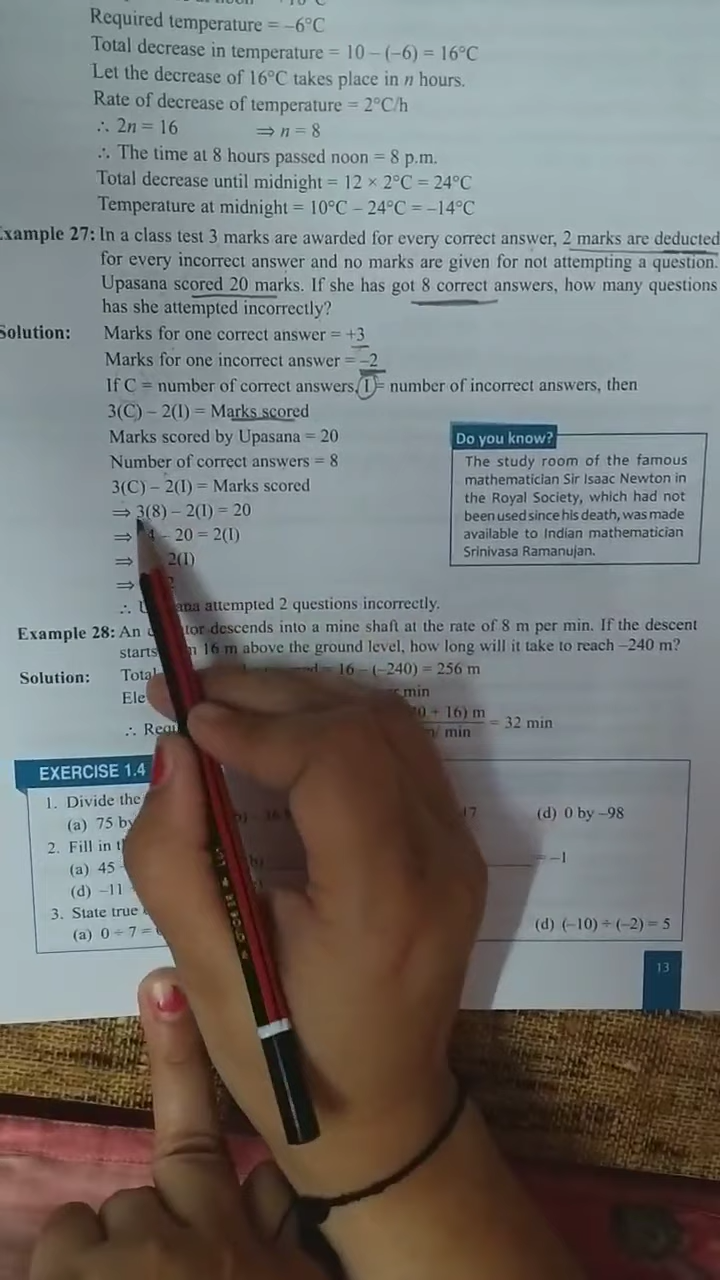 Required temperature = –6°C
Total decrease in temperature = 10 – (–6) = 16°C
Let the decrease of 16°C takes place in n hours.
Rate of decrease of temperature = 2°C/h
∴ 2n = 16 ⇒ n = 8
∴ The time at 8 hours passed noon = 8 p.m.
Total decrease until midnight = 12 × 2°C = 24°C
Temperature at midnight = 10°C – 24°C = –14°C
Example 27: In a class test 3 marks are awarded for every correct answer, 2 marks are deducted
for every incorrect answer and no marks are given for not attempting a question.
Upasana scored 20 marks. If she has got 8 correct answers, how many questions
has she attempted incorrectly?
Solution: Marks for one correct answer = +3
Marks for one incorrect answer = –2
If C = number of correct answers, I = number of incorrect answers, then
3(C) – 2(I) = Marks scored
Marks scored by Upasana = 20
Number of correct answers = 8
3(C) – 2(I) = Marks scored
⇒ 3(8) – 2(I) = 20
⇒ – 20 = 2(I)
⇒ 2(I)
⇒ 2
∴ attempted 2 questions incorrectly.
Do you know?
The study room of the famous
mathematician Sir Isaac Newton in
the Royal Society, which had not
been used since his death, was made
available to Indian mathematician
Srinivasa Ramanujan.
Example 28: An descends into a mine shaft at the rate of 8 m per min. If the descent
starts 16 m above the ground level, how long will it take to reach –240 m?
Solution: Total = 16 – (–240) = 256 m
min
∴ + 16) m
min = 32 min
EXERCISE 1.4
1. Divide the
(a) 75 by (d) 0 by –98
2. Fill in
(a) 45 = –1
(d) –11
3. State true
(a) 0 ÷ 7 = (d) (–10) ÷ (–2) = 5
13